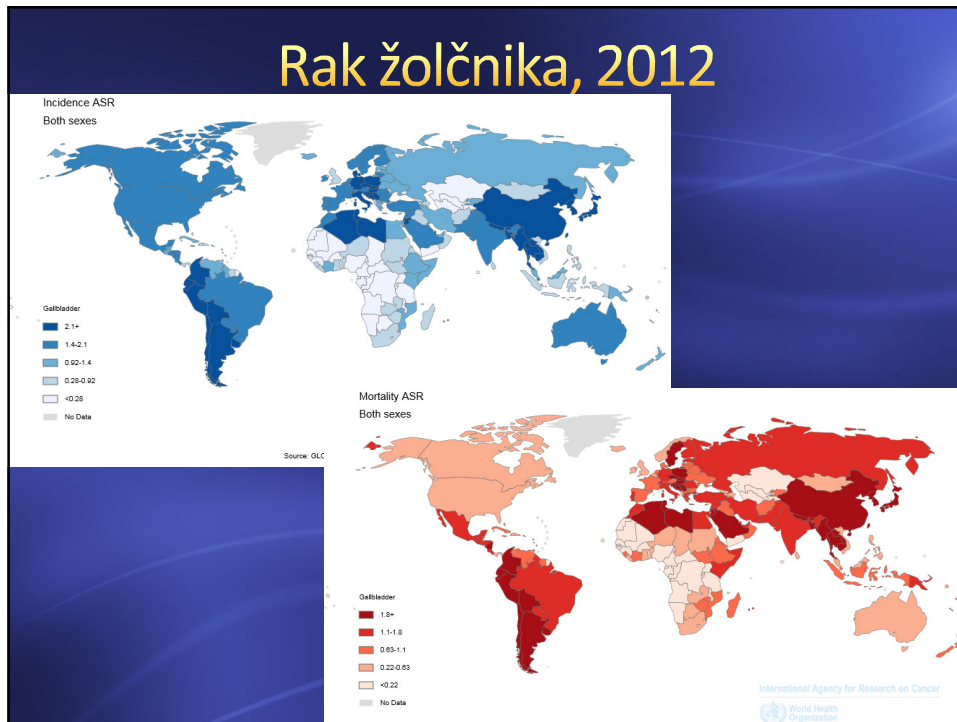 Rak žolčnika, 2012
Incidence ASR
Both sexes
Gallbladder
2.1+
1.4-2.1
0.92-1.4
0.28-0.92
<0.28
No Data
Source: GLO
Mortality ASR
Both sexes
Gallbladder
1.8+
1.1-1.8
0.63-1.1
0.22-0.63
<0.22
No Data
International Agency for Research on Cancer
World Health
Organization